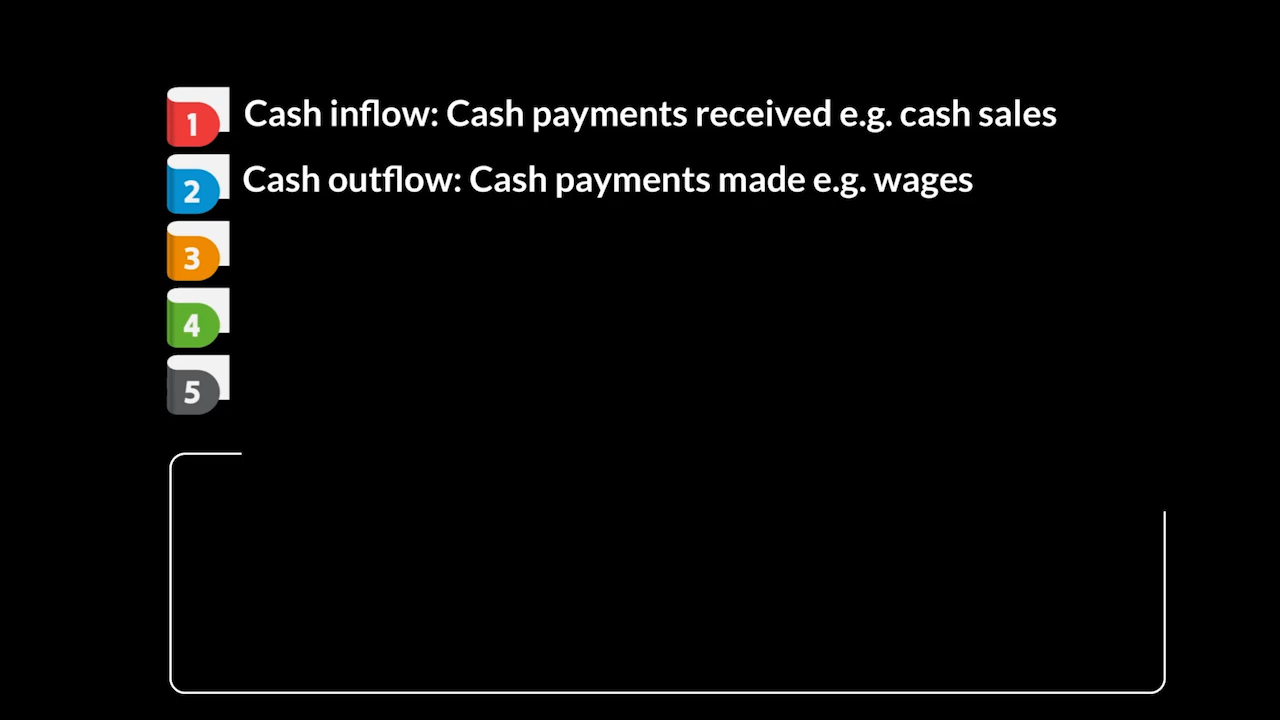 1 Cash inflow: Cash payments received e.g. cash sales
2 Cash outflow: Cash payments made e.g. wages
3
4
5